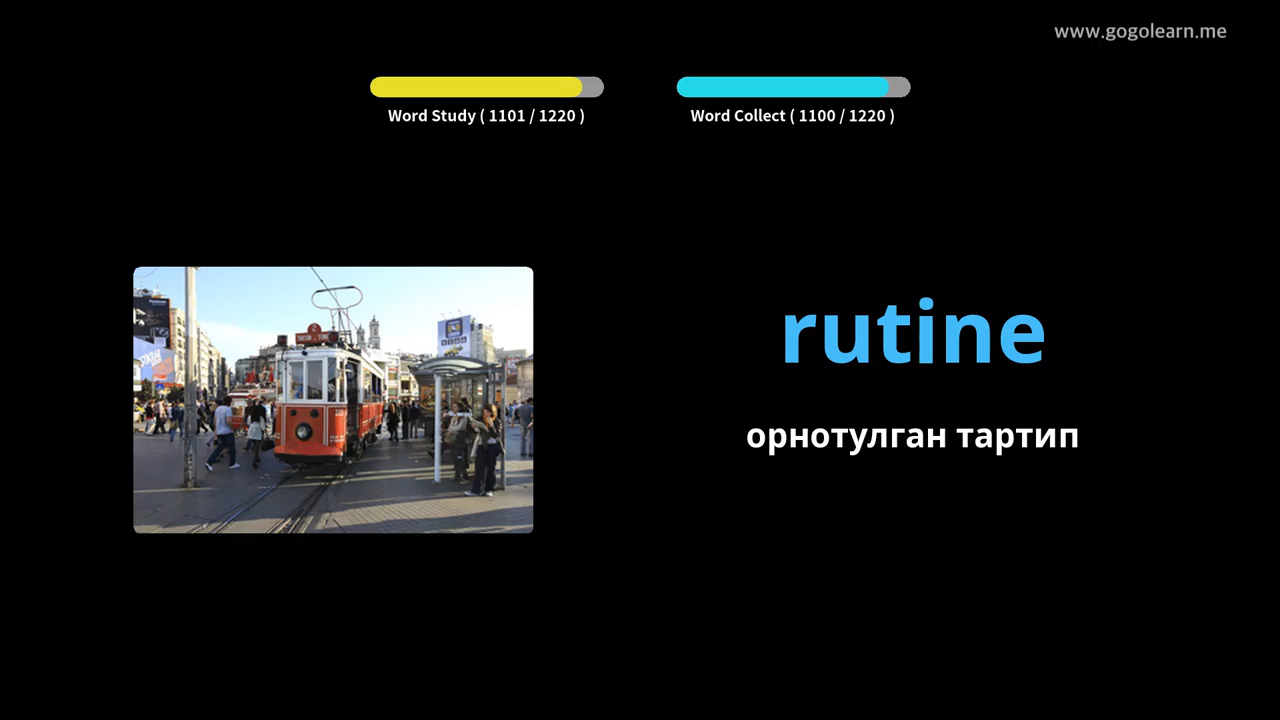 www.gogolearn.me
Word Study ( 1101 / 1220 )
Word Collect ( 1100 / 1220 )
rutine
орнотулган тартип